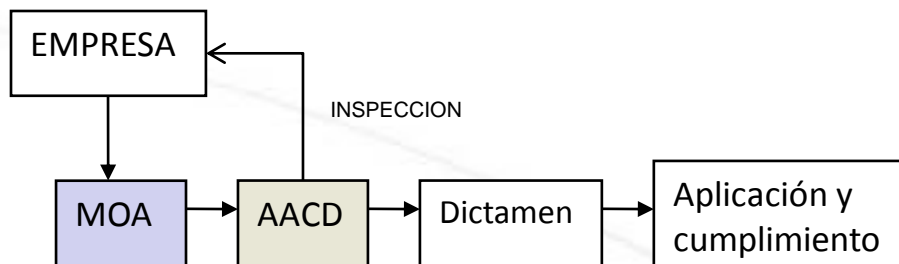 EMPRESA
INSPECCION
MOA
AACD
Dictamen
Aplicación y
cumplimiento